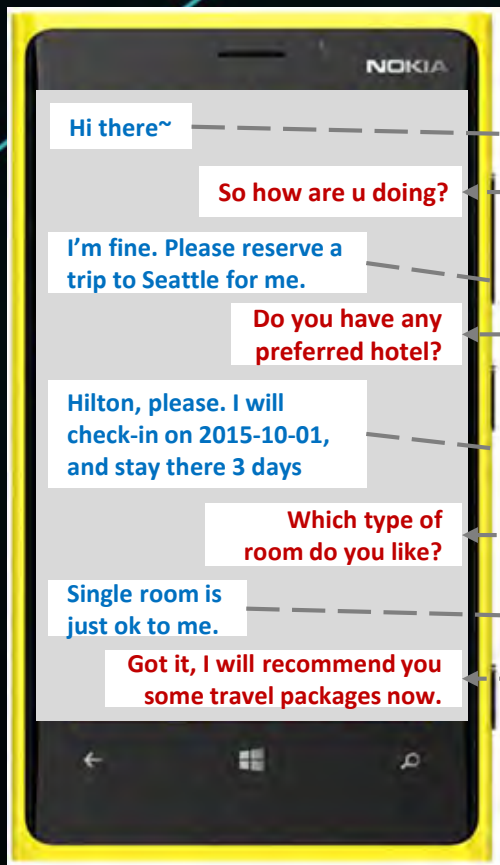 NOKIA
Hi there~
So how are u doing?
I'm fine. Please reserve a
trip to Seattle for me.
Do you have any
preferred hotel?
Hilton, please. I will
check-in on 2015-10-01,
and stay there 3 days
Which type of
room do you like?
Single room is
just ok to me.
Got it, I will recommend you
some travel packages now.